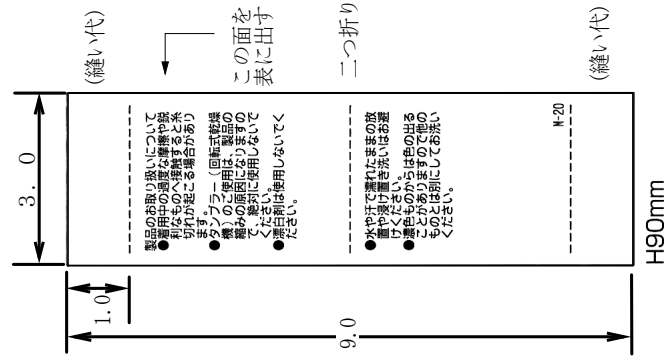 3.0
(縫い代)
1.0
製品のお取り扱いについて
●着用中の過度な摩擦や鋭
利なものへ接触すると糸
切れが起こる場合があり
ます。
●タンブラー（回転式乾燥
機）のご使用は、製品の
縮みの原因になりますの
で、絶対に使用しないで
ください。
●漂白剤は使用しないでく
ださい。
この面を
表に出す
二つ折り
9.0
●水や汗で濡れたままの放
置や浸け置き洗いはお避
けください。
●濃色ものからは色の出る
ことがありますので他の
ものとは別にしてお洗い
ください。
M-20
(縫い代)
H90mm